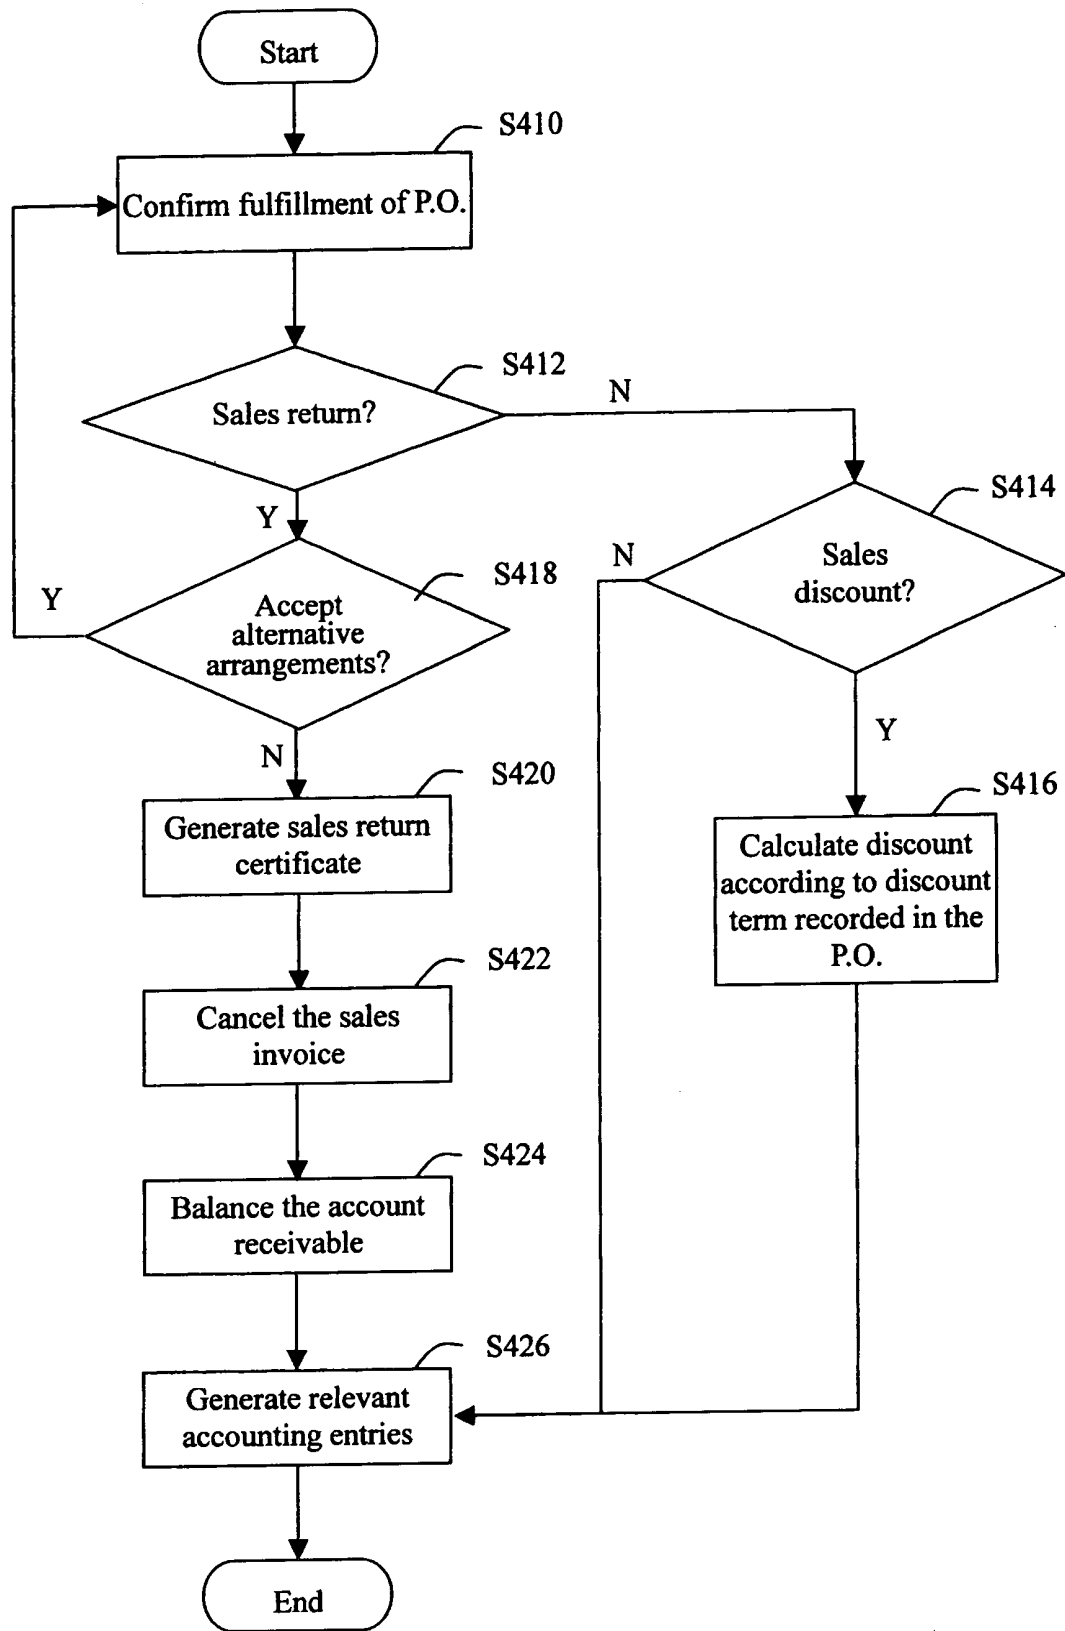 Start
S410
Confirm fulfillment of P.O.
S412
N
Sales return?
S414
Y
N
Sales
discount?
S418
Y
Accept
alternative
arrangements?
Y
N
S420
S416
Generate sales return
certificate
Calculate discount
according to discount
term recorded in the
P.O.
S422
Cancel the sales
invoice
S424
Balance the account
receivable
S426
Generate relevant
accounting entries
End